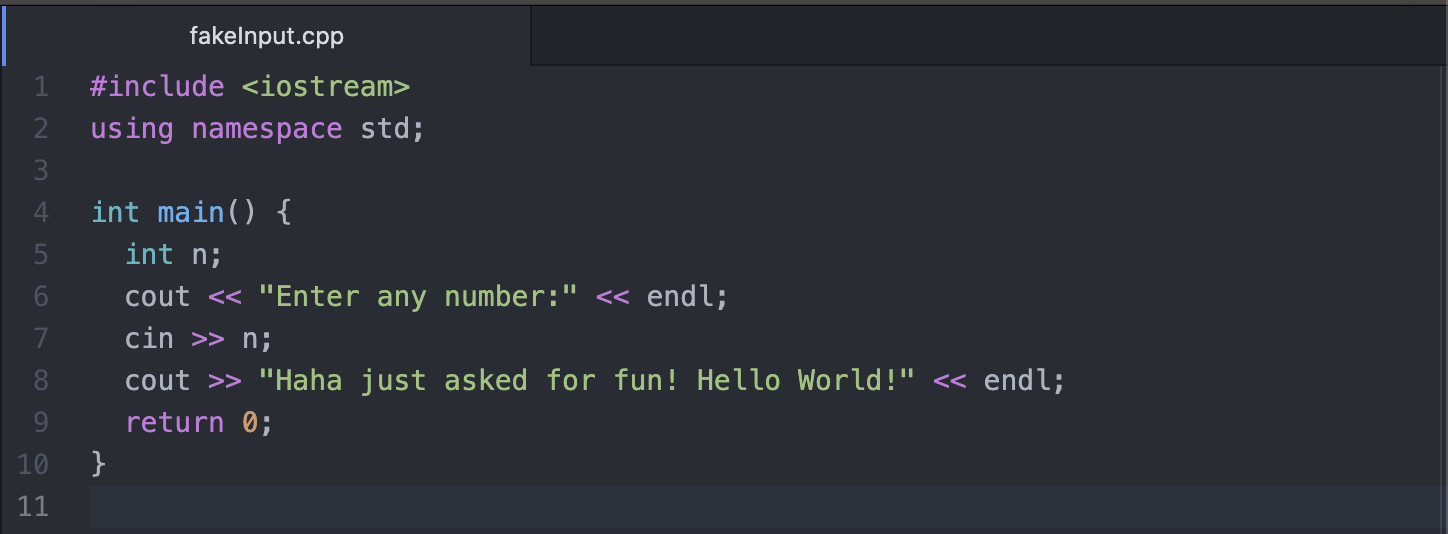 fakeInput.cpp
1 #include <iostream>
2 using namespace std;
3
4 int main() {
5   int n;
6   cout << "Enter any number:" << endl;
7   cin >> n;
8   cout >> "Haha just asked for fun! Hello World!" << endl;
9   return 0;
10 }
11